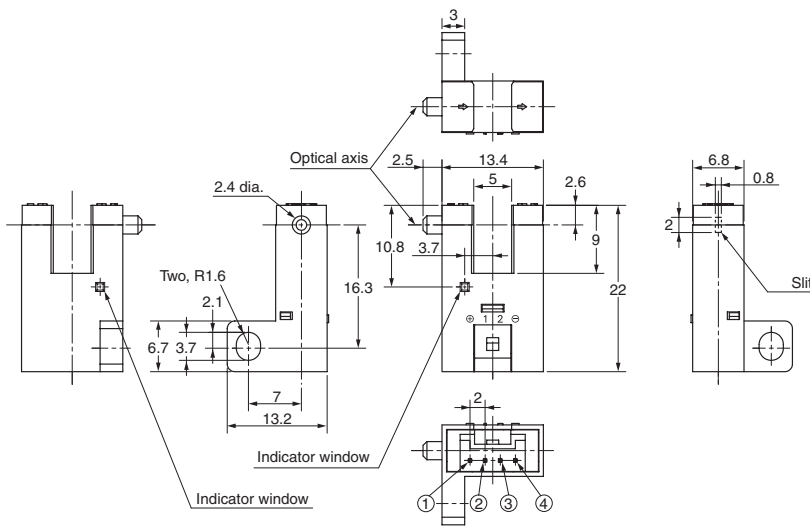 3
Optical axis
2.5
13.4
5
2.6
6.8
0.8
2.4 dia.
10.8
3.7
9
2
Two, R1.6
16.3
22
Slit
2.1
6.7
3.7
⊕ 1 2 ⊖
7
13.2
2
Indicator window
Indicator window
① ② ③ ④